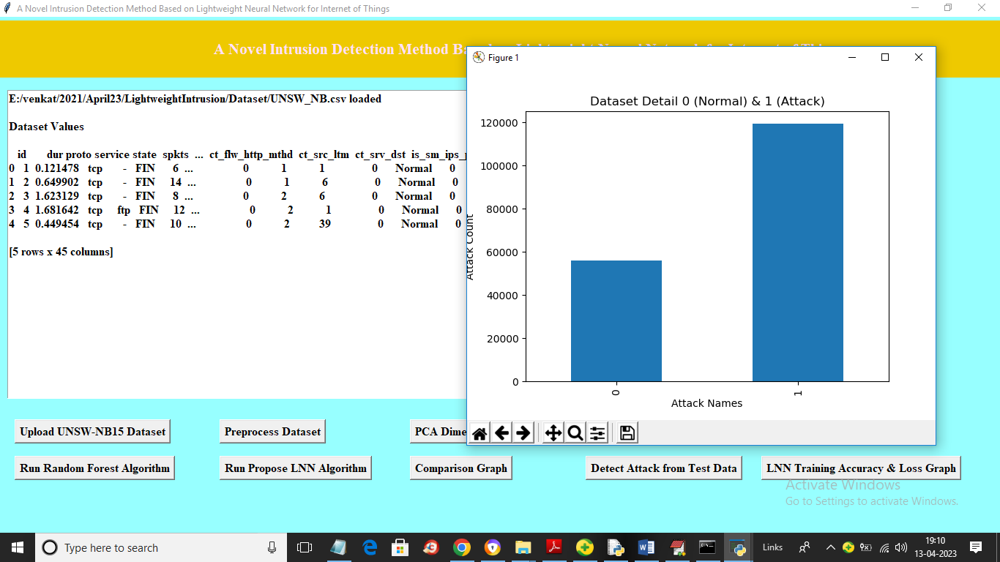 A Novel Intrusion Detection Method Based on Lightweight Neural Network for Internet of Things
A Novel Intrusion Detection Method
Figure 1
E:/venkat/2021/April23/LightweightIntrusion/Dataset/UNSW_NB.csv loaded
Dataset Values
id dur proto service state spkts ... ct_flw_http_mthd ct_src_ltm ct_srv_dst
0 1 0.121478 tcp - FIN 6 ... 0 1 1 0 Normal 0
1 2 0.649902 tcp - FIN 14 ... 0 1 6 0 Normal 0
2 3 1.623129 tcp - FIN 8 ... 0 2 6 0 Normal 0
3 4 1.681642 tcp ftp FIN 12 ... 0 2 1 0 Normal 0
4 5 0.449454 tcp - FIN 10 ... 0 2 39 0 Normal 0
[5 rows x 45 columns]
Dataset Detail 0 (Normal) & 1 (Attack)
120000
100000
80000
60000
40000
20000
0
Attack Count
0
1
Attack Names
Upload UNSW-NB15 Dataset
Preprocess Dataset
PCA
Run Random Forest Algorithm
Run Propose LNN Algorithm
Comparison Graph
Detect Attack from Test Data
LNN Training Accuracy & Loss Graph
Activate Windows
Go to Settings to activate Windows.
Type here to search
Links
19:10
13-04-2023